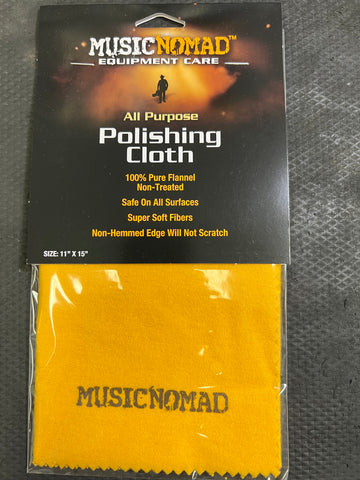 MUSICNOMAD™
EQUIPMENT CARE
All Purpose
Polishing
Cloth
100% Pure Flannel
Non-Treated
Safe On All Surfaces
Super Soft Fibers
Non-Hemmed Edge Will Not Scratch
SIZE: 11" X 15"
MUSICNOMAD